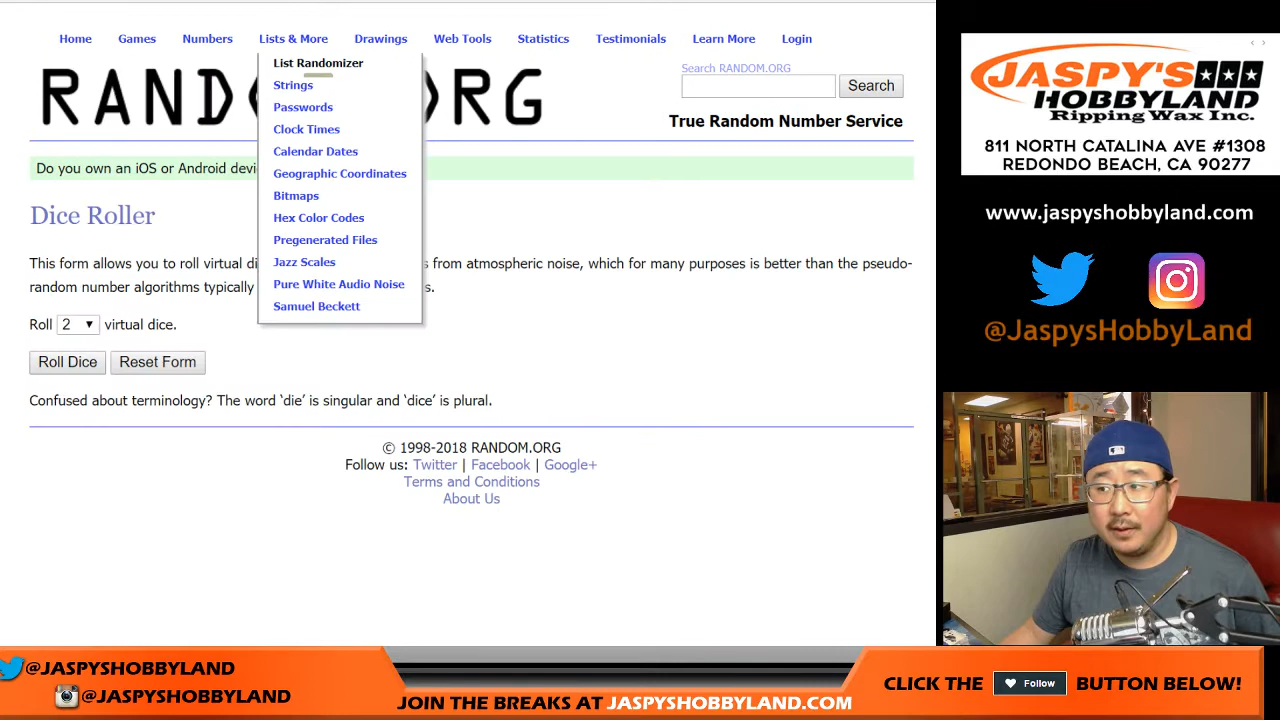 Home Games Numbers Lists & More Drawings Web Tools Statistics Testimonials Learn More Login
List Randomizer
Strings
Passwords
Clock Times
Calendar Dates
Geographic Coordinates
Bitmaps
Hex Color Codes
Pregenerated Files
Jazz Scales
Pure White Audio Noise
Samuel Beckett
Search RANDOM.ORG
Search
True Random Number Service
Do you own an iOS or Android
Dice Roller
This form allows you to roll virtual
from atmospheric noise, which for many purposes is better than the pseudo-
random number algorithms typically
Roll 2 virtual dice.
Roll Dice Reset Form
Confused about terminology? The word ‘die’ is singular and ‘dice’ is plural.
© 1998-2018 RANDOM.ORG
Follow us: Twitter | Facebook | Google+
Terms and Conditions
About Us
JASPY'S
HOBBYLAND
Ripping Wax Inc.
811 NORTH CATALINA AVE #1308
REDONDO BEACH, CA 90277
www.jaspyshobbyland.com
@JaspysHobbyLand
@JASPYSHOBBYLAND
@JASPYSHOBBYLAND
JOIN THE BREAKS AT JASPYSHOBBYLAND.COM
CLICK THE Follow BUTTON BELOW!